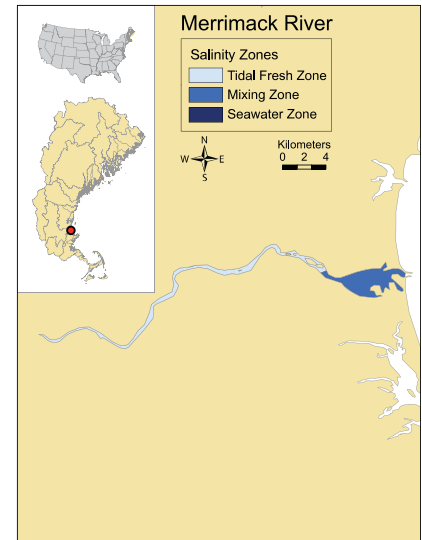 Merrimack River
Salinity Zones
Tidal Fresh Zone
Mixing Zone
Seawater Zone
N
W E
S
Kilometers
0 2 4